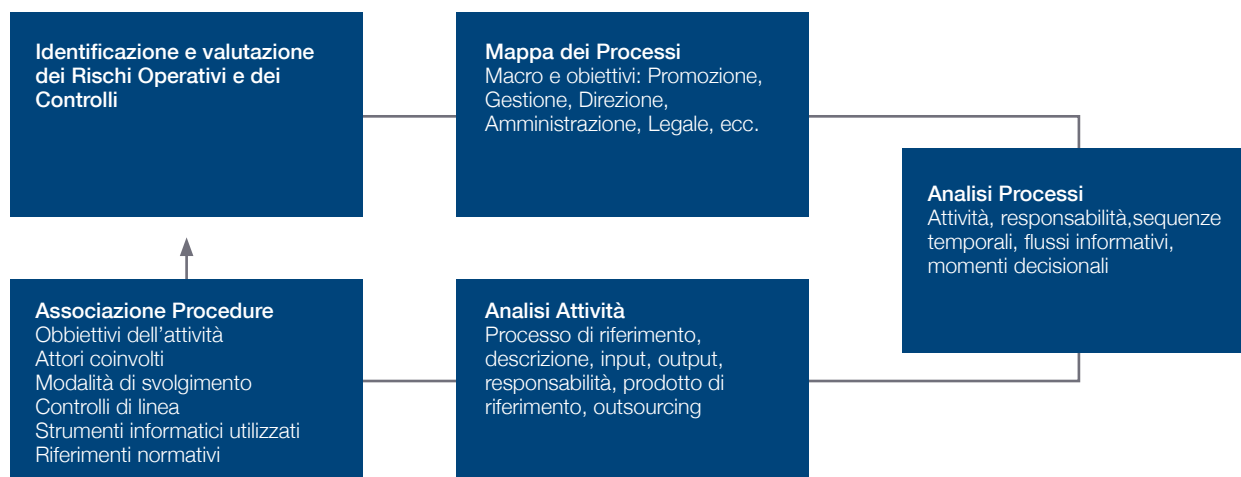 Identificazione e valutazione
dei Rischi Operativi e dei
Controlli
Mappa dei Processi
Macro e obiettivi: Promozione,
Gestione, Direzione,
Amministrazione, Legale, ecc.
Analisi Processi
Attività, responsabilità,sequenze
temporali, flussi informativi,
momenti decisionali
Associazione Procedure
Obbiettivi dell’attività
Attori coinvolti
Modalità di svolgimento
Controlli di linea
Strumenti informatici utilizzati
Riferimenti normativi
Analisi Attività
Processo di riferimento,
descrizione, input, output,
responsabilità, prodotto di
riferimento, outsourcing